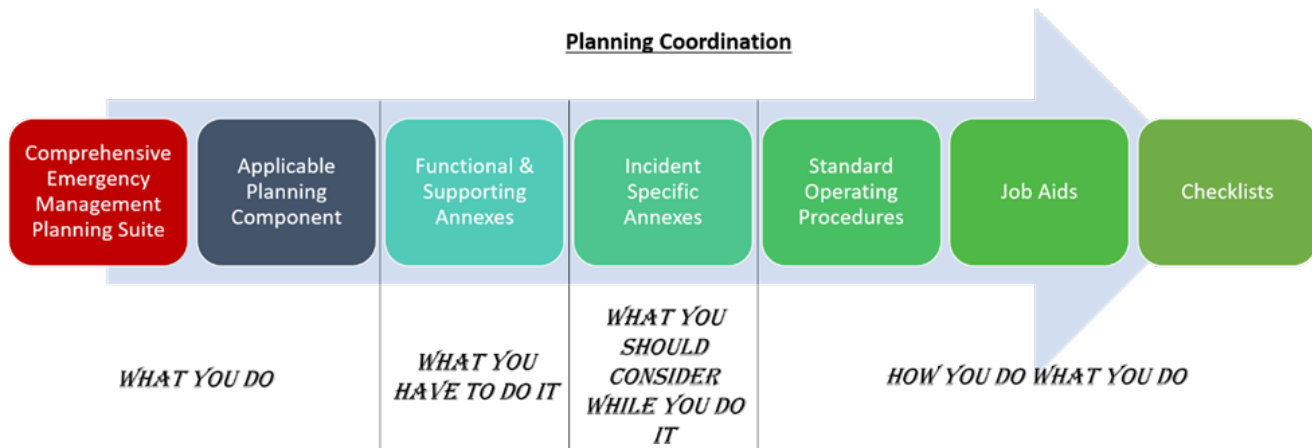 Planning Coordination
Comprehensive
Emergency
Management
Planning Suite
Applicable
Planning
Component
Functional &
Supporting
Annexes
Incident
Specific
Annexes
Standard
Operating
Procedures
Job Aids
Checklists
WHAT YOU DO
WHAT YOU
HAVE TO DO IT
WHAT YOU
SHOULD
CONSIDER
WHILE YOU DO
IT
HOW YOU DO WHAT YOU DO